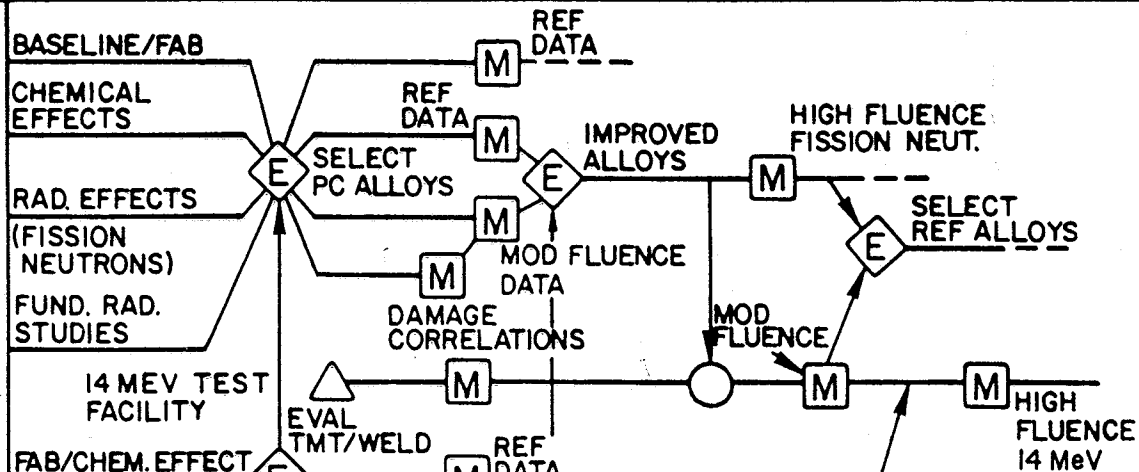 REF
DATA
BASELINE/FAB
M
CHEMICAL
EFFECTS
REF
DATA
M
IMPROVED
ALLOYS
HIGH FLUENCE
FISSION NEUT.
E
SELECT
PC ALLOYS
E
M
RAD. EFFECTS
(FISSION
NEUTRONS)
M
MOD FLUENCE
DATA
E
SELECT
REF ALLOYS
M
FUND. RAD.
STUDIES
DAMAGE
CORRELATIONS
MOD
FLUENCE
14 MEV TEST
FACILITY
M
M
M
HIGH
FLUENCE
14 MeV
EVAL
TMT/WELD
FAB/CHEM. EFFECT
E
M
REF
DATA